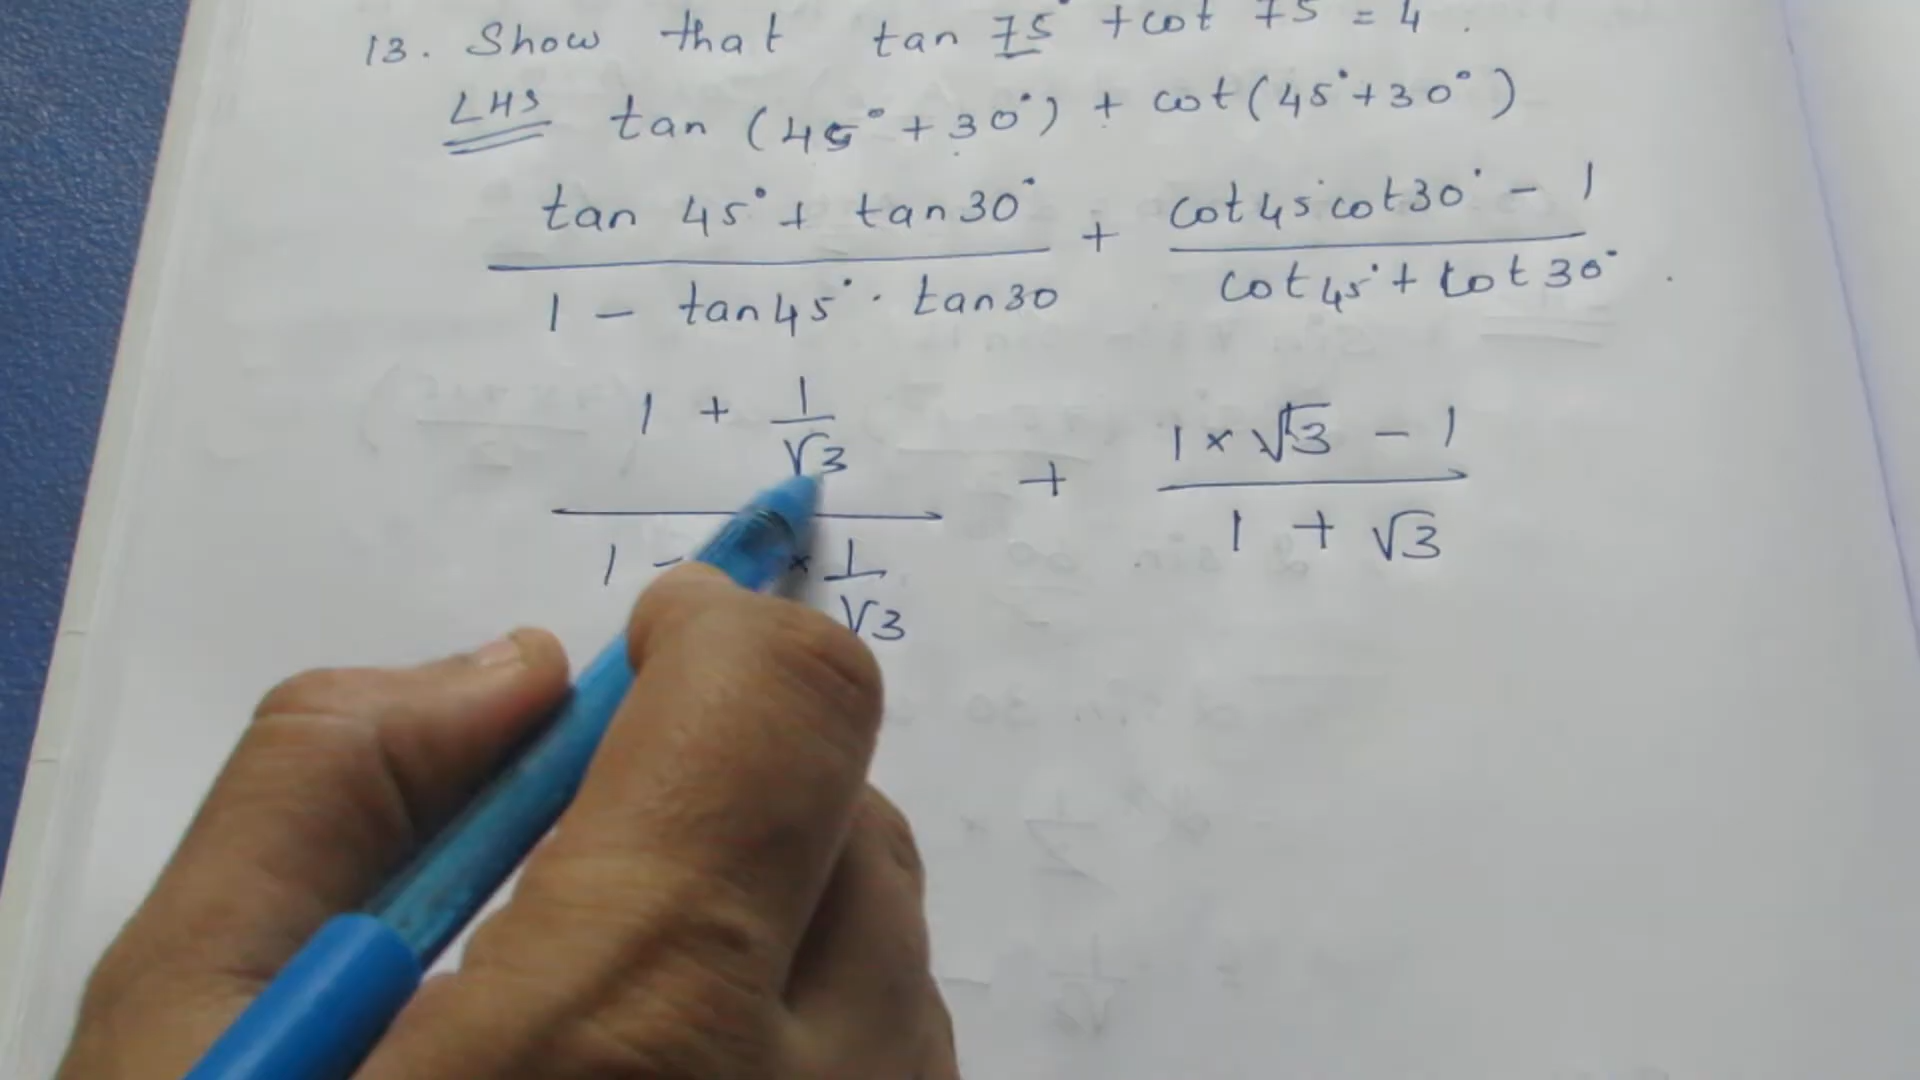 13. Show that tan 75° + cot 75 = 4.
LHS tan (45° + 30°) + cot (45° + 30°)
tan 45° + tan 30° + cot 45 cot 30° - 1
1 - tan 45° . tan 30 cot 45° + cot 30° .
1 + 1/√3 + 1 × √3 - 1
1 - × 1/√3 1 + √3